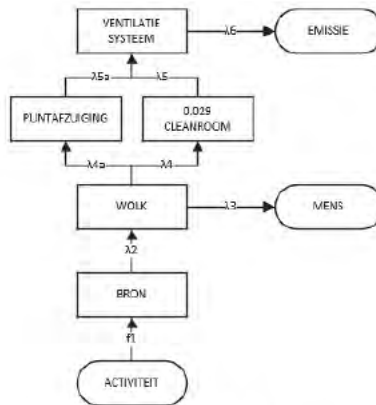 VENTILATIE
SYSTEEM
λ6
EMISSIE
λ5a
λ5
PUNTAFZUIGING
0.029
CLEANROOM
λ4a
λ4
WOLK
λ3
MENS
λ2
BRON
f1
ACTIVITEIT